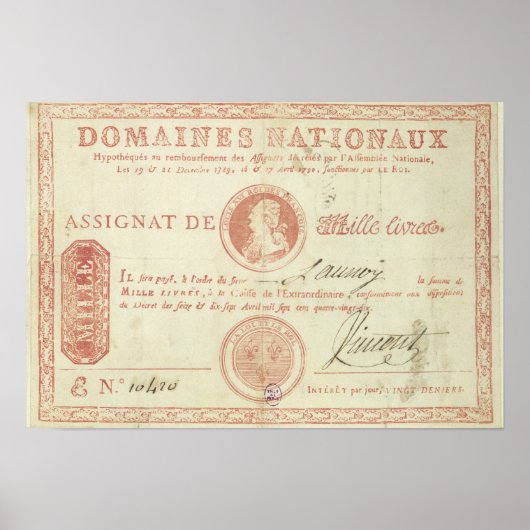 DOMAINES NATIONAUX
Hypothéqués au remboursement des Assignats décrétés par l'Assemblée Nationale,
Les 19 & 21 Décembre 1789, 16 & 17 Avril 1790, sanctionnés par LE ROI.
ASSIGNAT DE Mille livres.
MILLE
IL sera payé, à l'ordre du sieur Launoy la somme de
MILLE LIVRES, à la Caisse de l'Extraordinaire, conformément aux dispositions
du Décret des seize & dix-sept Avril mil sept cent quatre-vingt-dix.
Vimont
LA LOI ET LE ROI
N.° 10420
INTÉRÊT par jour, VINGT DENIERS.